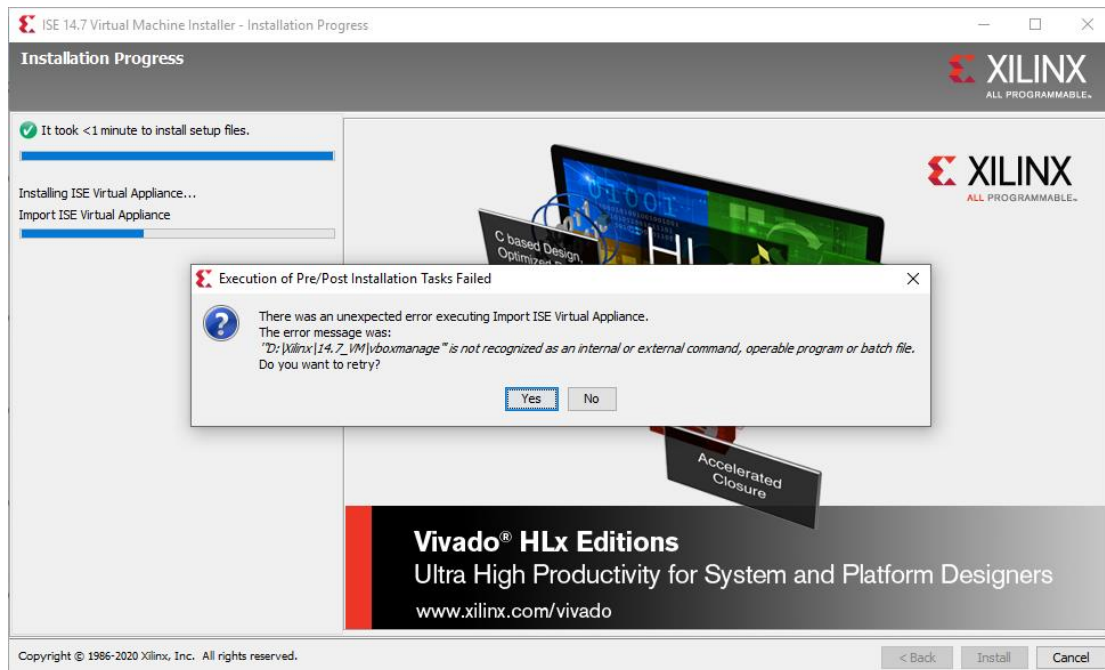 ISE 14.7 Virtual Machine Installer - Installation Progress
Installation Progress
XILINX
ALL PROGRAMMABLE™
It took <1 minute to install setup files.
Installing ISE Virtual Appliance...
Import ISE Virtual Appliance
XILINX
ALL PROGRAMMABLE™
01001
C based Design,
HL
Execution of Pre/Post Installation Tasks Failed
There was an unexpected error executing Import ISE Virtual Appliance.
The error message was:
"'D:\Xilinx\14.7_VM\vboxmanage"' is not recognized as an internal or external command, operable program or batch file.
Do you want to retry?
Yes
No
Accelerated
Closure
Vivado® HLx Editions
Ultra High Productivity for System and Platform Designers
www.xilinx.com/vivado
Copyright © 1986-2020 Xilinx, Inc. All rights reserved.
< Back
Install
Cancel